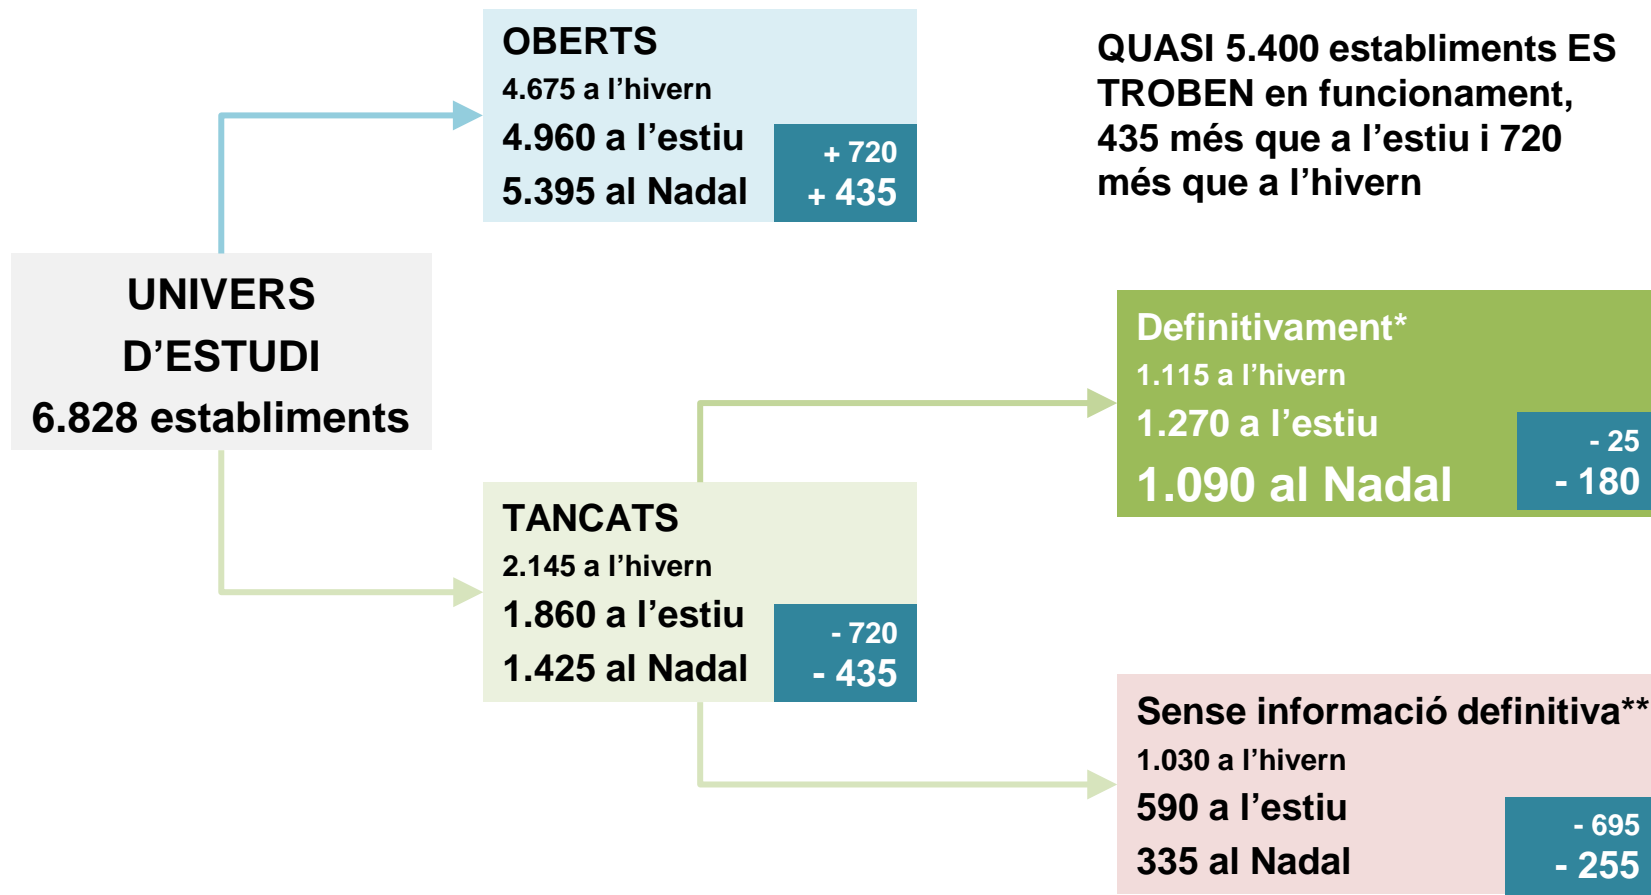 OBERTS
4.675 a l’hivern
4.960 a l’estiu
5.395 al Nadal
+ 720
+ 435
QUASI 5.400 establiments ES
TROBEN en funcionament,
435 més que a l’estiu i 720
més que a l’hivern
UNIVERS
D’ESTUDI
6.828 establiments
Definitivament*
1.115 a l’hivern
1.270 a l’estiu
1.090 al Nadal
- 25
- 180
TANCATS
2.145 a l’hivern
1.860 a l’estiu
1.425 al Nadal
- 720
- 435
Sense informació definitiva**
1.030 a l’hivern
590 a l’estiu
335 al Nadal
- 695
- 255